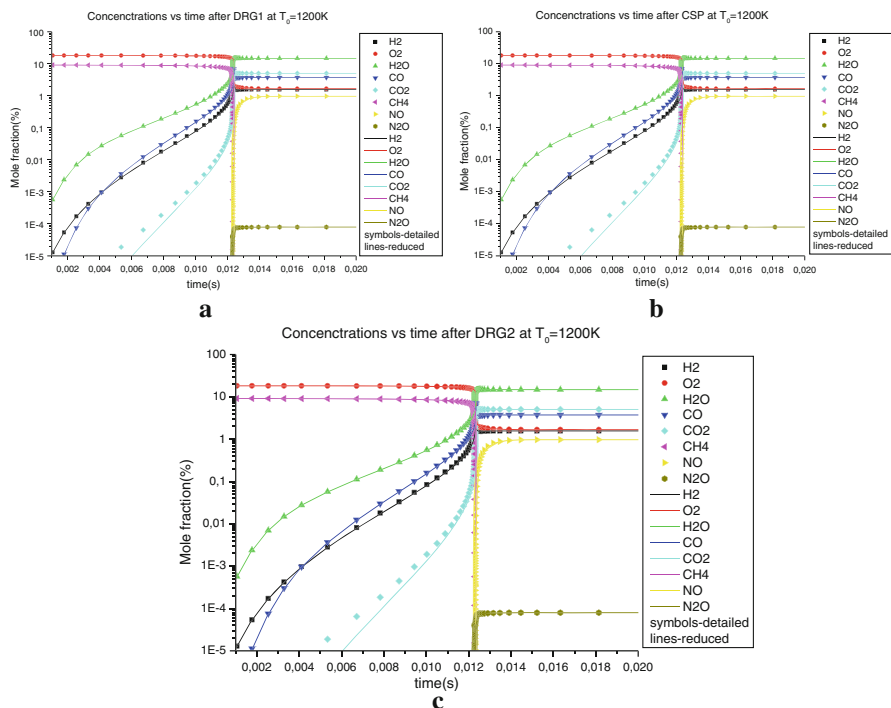 Concenctrations vs time after DRG1 at T0=1200K
Mole fraction(%)
100
10
1
0,1
0,01
1E-3
1E-4
1E-5
0,002 0,004 0,006 0,008 0,010 0,012 0,014 0,016 0,018 0,020
time(s)
H2
O2
H2O
CO
CO2
CH4
NO
N2O
H2
O2
H2O
CO
CO2
CH4
NO
N2O
symbols-detailed
lines-reduced
a
Concenctrations vs time after CSP at T0=1200K
Mole fraction(%)
100
10
1
0,1
0,01
1E-3
1E-4
1E-5
0,002 0,004 0,006 0,008 0,010 0,012 0,014 0,016 0,018 0,020
time(s)
H2
O2
H2O
CO
CO2
CH4
NO
N2O
H2
O2
H2O
CO
CO2
CH4
NO
N2O
symbols-detailed
lines-reduced
b
Concenctrations vs time after DRG2 at T0=1200K
Mole fraction(%)
100
10
1
0,1
0,01
1E-3
1E-4
1E-5
0,002 0,004 0,006 0,008 0,010 0,012 0,014 0,016 0,018 0,020
time(s)
H2
O2
H2O
CO
CO2
CH4
NO
N2O
H2
O2
H2O
CO
CO2
CH4
NO
N2O
symbols-detailed
lines-reduced
c